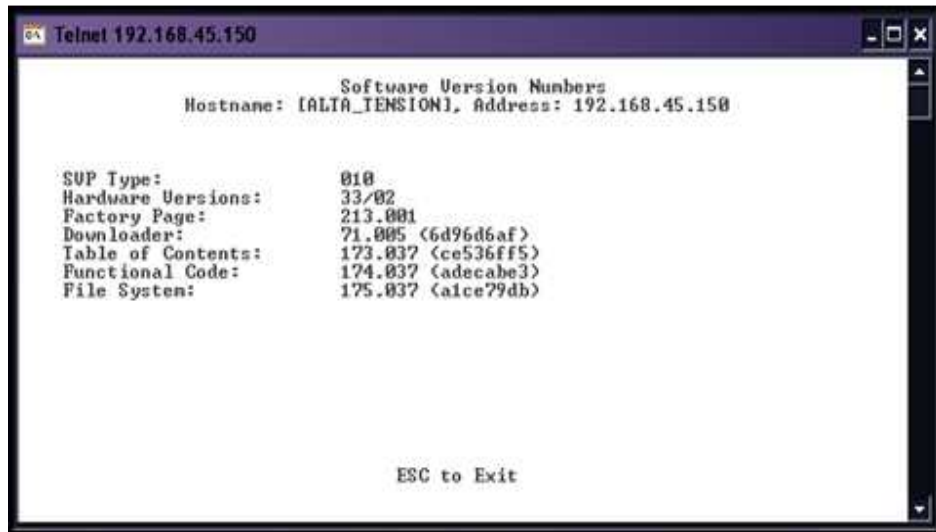 Telnet 192.168.45.150
Software Version Numbers
Hostname: [ALTA_TENSION], Address: 192.168.45.150
SVP Type: 010
Hardware Versions: 33/02
Factory Page: 213.001
Downloader: 71.005 (6d96d6af)
Table of Contents: 173.037 (ce536ff5)
Functional Code: 174.037 (adecabe3)
File System: 175.037 (a1ce79db)
ESC to Exit